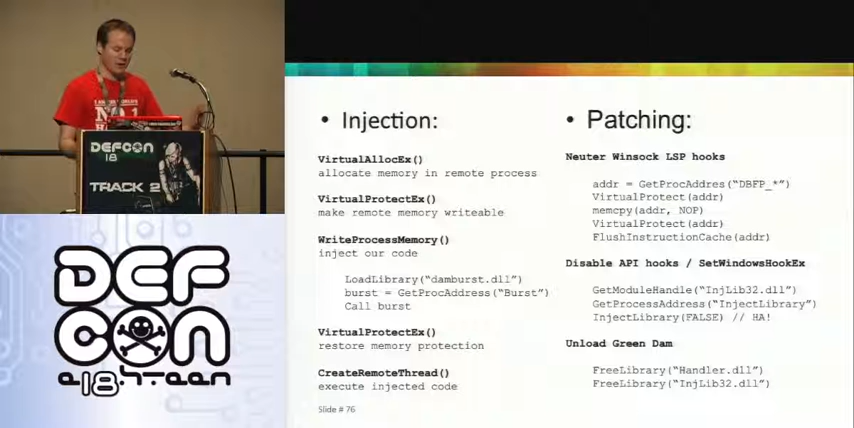 NO.1
DEFCON
18
TRACK 2
DEF
CON
e18hteen
• Injection:
VirtualAllocEx()
allocate memory in remote process
VirtualProtectEx()
make remote memory writeable
WriteProcessMemory()
inject our code
LoadLibrary(“damburst.dll”)
burst = GetProcAddress(“Burst”)
Call burst
VirtualProtectEx()
restore memory protection
CreateRemoteThread()
execute injected code
Slide # 76
• Patching:
Neuter Winsock LSP hooks
addr = GetProcAddres(“DBFP_*”)
VirtualProtect(addr)
memcpy(addr, NOP)
VirtualProtect(addr)
FlushInstructionCache(addr)
Disable API hooks / SetWindowsHookEx
GetModuleHandle(“InjLib32.dll”)
GetProcessAddress(“InjectLibrary”)
InjectLibrary(FALSE) // HA!
Unload Green Dam
FreeLibrary(“Handler.dll”)
FreeLibrary(“InjLib32.dll”)